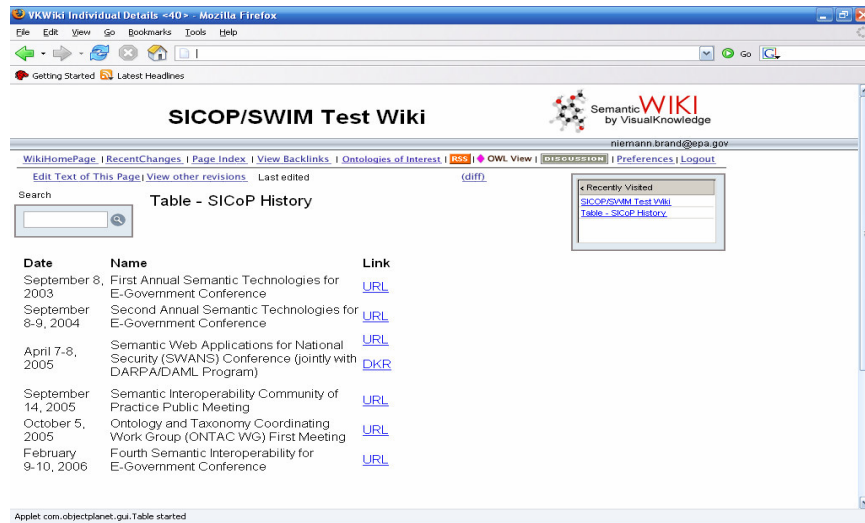 VKWiki Individual Details <40> - Mozilla Firefox
File Edit View Go Bookmarks Tools Help
Go
Getting Started Latest Headlines
SICOP/SWIM Test Wiki
Semantic WIKI
by VisualKnowledge
niemann.brand@epa.gov
WikiHomePage | RecentChanges | Page Index | View Backlinks | Ontologies of Interest | RSS | OWL View | DISCUSSION | Preferences | Logout
Edit Text of This Page | View other revisions Last edited (diff)
Search
Table - SICoP History
Recently Visited
SICOP/SWIM Test Wiki
Table - SICoP History
Date Name Link
September 8, First Annual Semantic Technologies for
2003 E-Government Conference URL
September Second Annual Semantic Technologies for
8-9, 2004 E-Government Conference URL
April 7-8, Semantic Web Applications for National URL
2005 Security (SWANS) Conference (jointly with
DARPA/DAML Program) DKR
September Semantic Interoperability Community of
14, 2005 Practice Public Meeting URL
October 5, Ontology and Taxonomy Coordinating
2005 Work Group (ONTAC WG) First Meeting URL
February Fourth Semantic Interoperability for
9-10, 2006 E-Government Conference URL
Applet com.objectplanet.gui.Table started